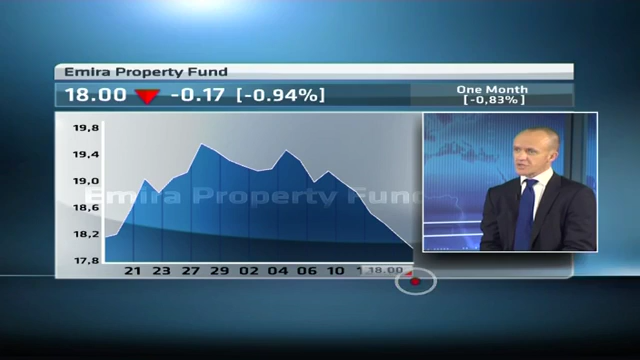 Emira Property Fund
18.00 -0.17 [-0.94%]
One Month
[-0,83%]
19,8
19,4
19,0
18,6
18,2
17,8
Emira Property Fund
21 23 27 29 02 04 06 10
18.00